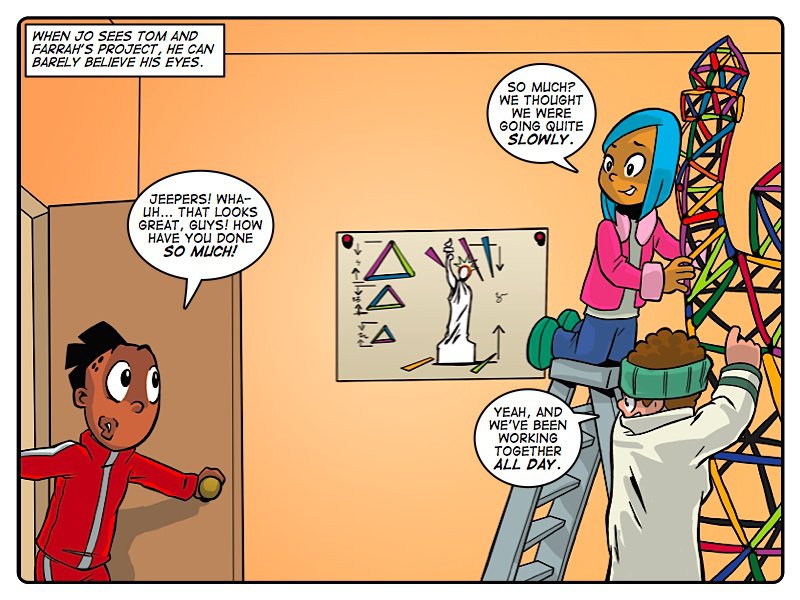 WHEN JO SEES TOM AND
FARRAH'S PROJECT, HE CAN
BARELY BELIEVE HIS EYES.
SO MUCH?
WE THOUGHT
WE WERE
GOING QUITE
SLOWLY.
JEEPERS! WHA-
UH... THAT LOOKS
GREAT, GUYS! HOW
HAVE YOU DONE
SO MUCH!
YEAH, AND
WE'VE BEEN
WORKING
TOGETHER
ALL DAY.